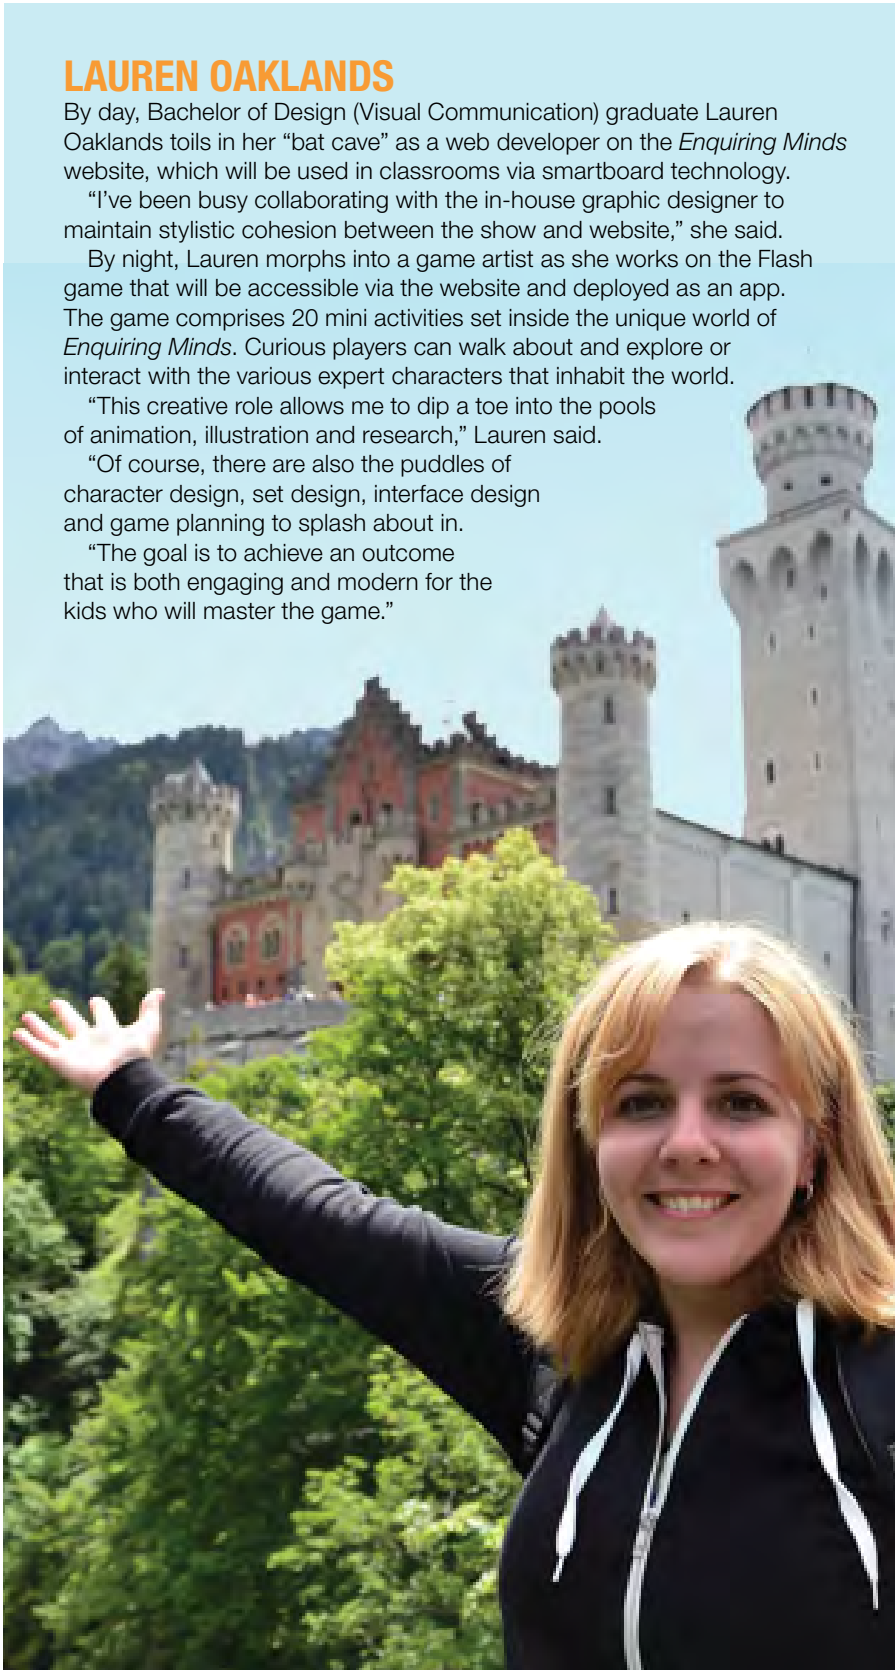 LAUREN OAKLANDS
By day, Bachelor of Design (Visual Communication) graduate Lauren
Oaklands toils in her “bat cave” as a web developer on the Enquiring Minds
website, which will be used in classrooms via smartboard technology.
“I’ve been busy collaborating with the in-house graphic designer to
maintain stylistic cohesion between the show and website,” she said.
By night, Lauren morphs into a game artist as she works on the Flash
game that will be accessible via the website and deployed as an app.
The game comprises 20 mini activities set inside the unique world of
Enquiring Minds. Curious players can walk about and explore or
interact with the various expert characters that inhabit the world.
“This creative role allows me to dip a toe into the pools
of animation, illustration and research,” Lauren said.
“Of course, there are also the puddles of
character design, set design, interface design
and game planning to splash about in.
“The goal is to achieve an outcome
that is both engaging and modern for the
kids who will master the game.”